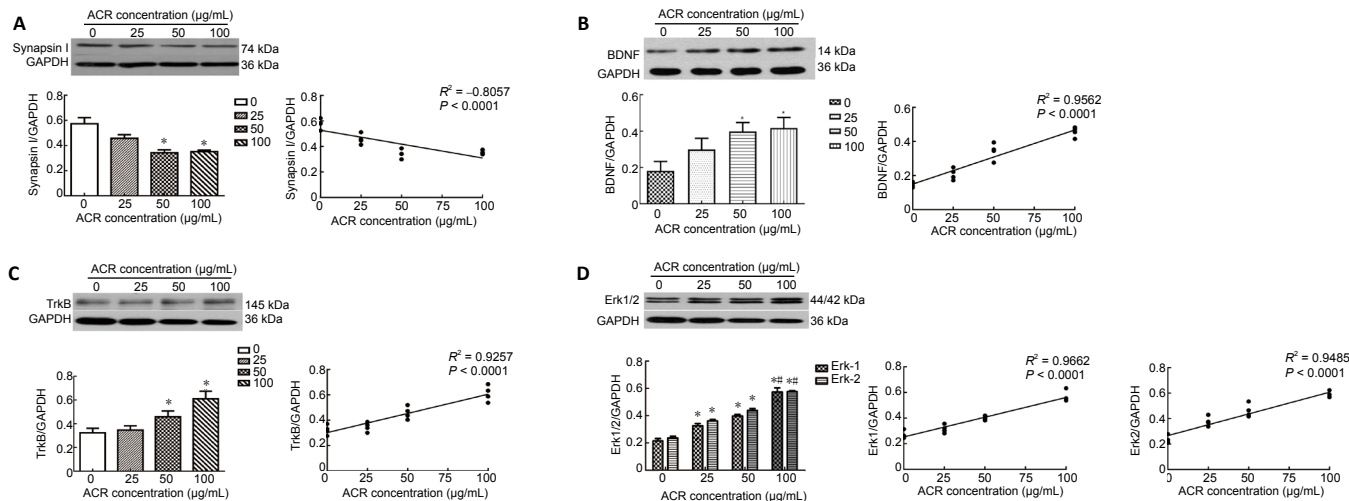 A
ACR concentration (µg/mL)
0 25 50 100
Synapsin I 74 kDa
GAPDH 36 kDa
Synapsin I/GAPDH
0.8
0.6
0.4
0.2
0
0 25 50 100
ACR concentration (µg/mL)
0
25
50
100
* *
R² = –0.8057
P < 0.0001
Synapsin I/GAPDH
0.8
0.6
0.4
0.2
0
0 25 50 75 100
ACR concentration (µg/mL)
B
ACR concentration (µg/mL)
0 25 50 100
BDNF 14 kDa
GAPDH 36 kDa
BDNF/GAPDH
0.6
0.4
0.2
0
0 25 50 100
ACR concentration (µg/mL)
0
25
50
100
* *
R² = 0.9562
P < 0.0001
BDNF/GAPDH
0.6
0.4
0.2
0
0 25 50 75 100
ACR concentration (µg/mL)
C
ACR concentration (µg/mL)
0 25 50 100
TrkB 145 kDa
GAPDH 36 kDa
TrkB/GAPDH
0.8
0.6
0.4
0.2
0
0 25 50 100
ACR concentration (µg/mL)
0
25
50
100
* *
R² = 0.9257
P < 0.0001
TrkB/GAPDH
0.8
0.6
0.4
0.2
0
0 25 50 75 100
ACR concentration (µg/mL)
D
ACR concentration (µg/mL)
0 25 50 100
Erk1/2 44/42 kDa
GAPDH 36 kDa
Erk1/2/GAPDH
0.8
0.6
0.4
0.2
0
0 25 50 100
ACR concentration (µg/mL)
Erk-1
Erk-2
* * * * *# *#
R² = 0.9662
P < 0.0001
Erk1/GAPDH
0.8
0.6
0.4
0.2
0
0 25 50 75 100
ACR concentration (µg/mL)
R² = 0.9485
P < 0.0001
Erk2/GAPDH
0.8
0.6
0.4
0.2
0
0 25 50 75 100
ACR concentration (µg/mL)